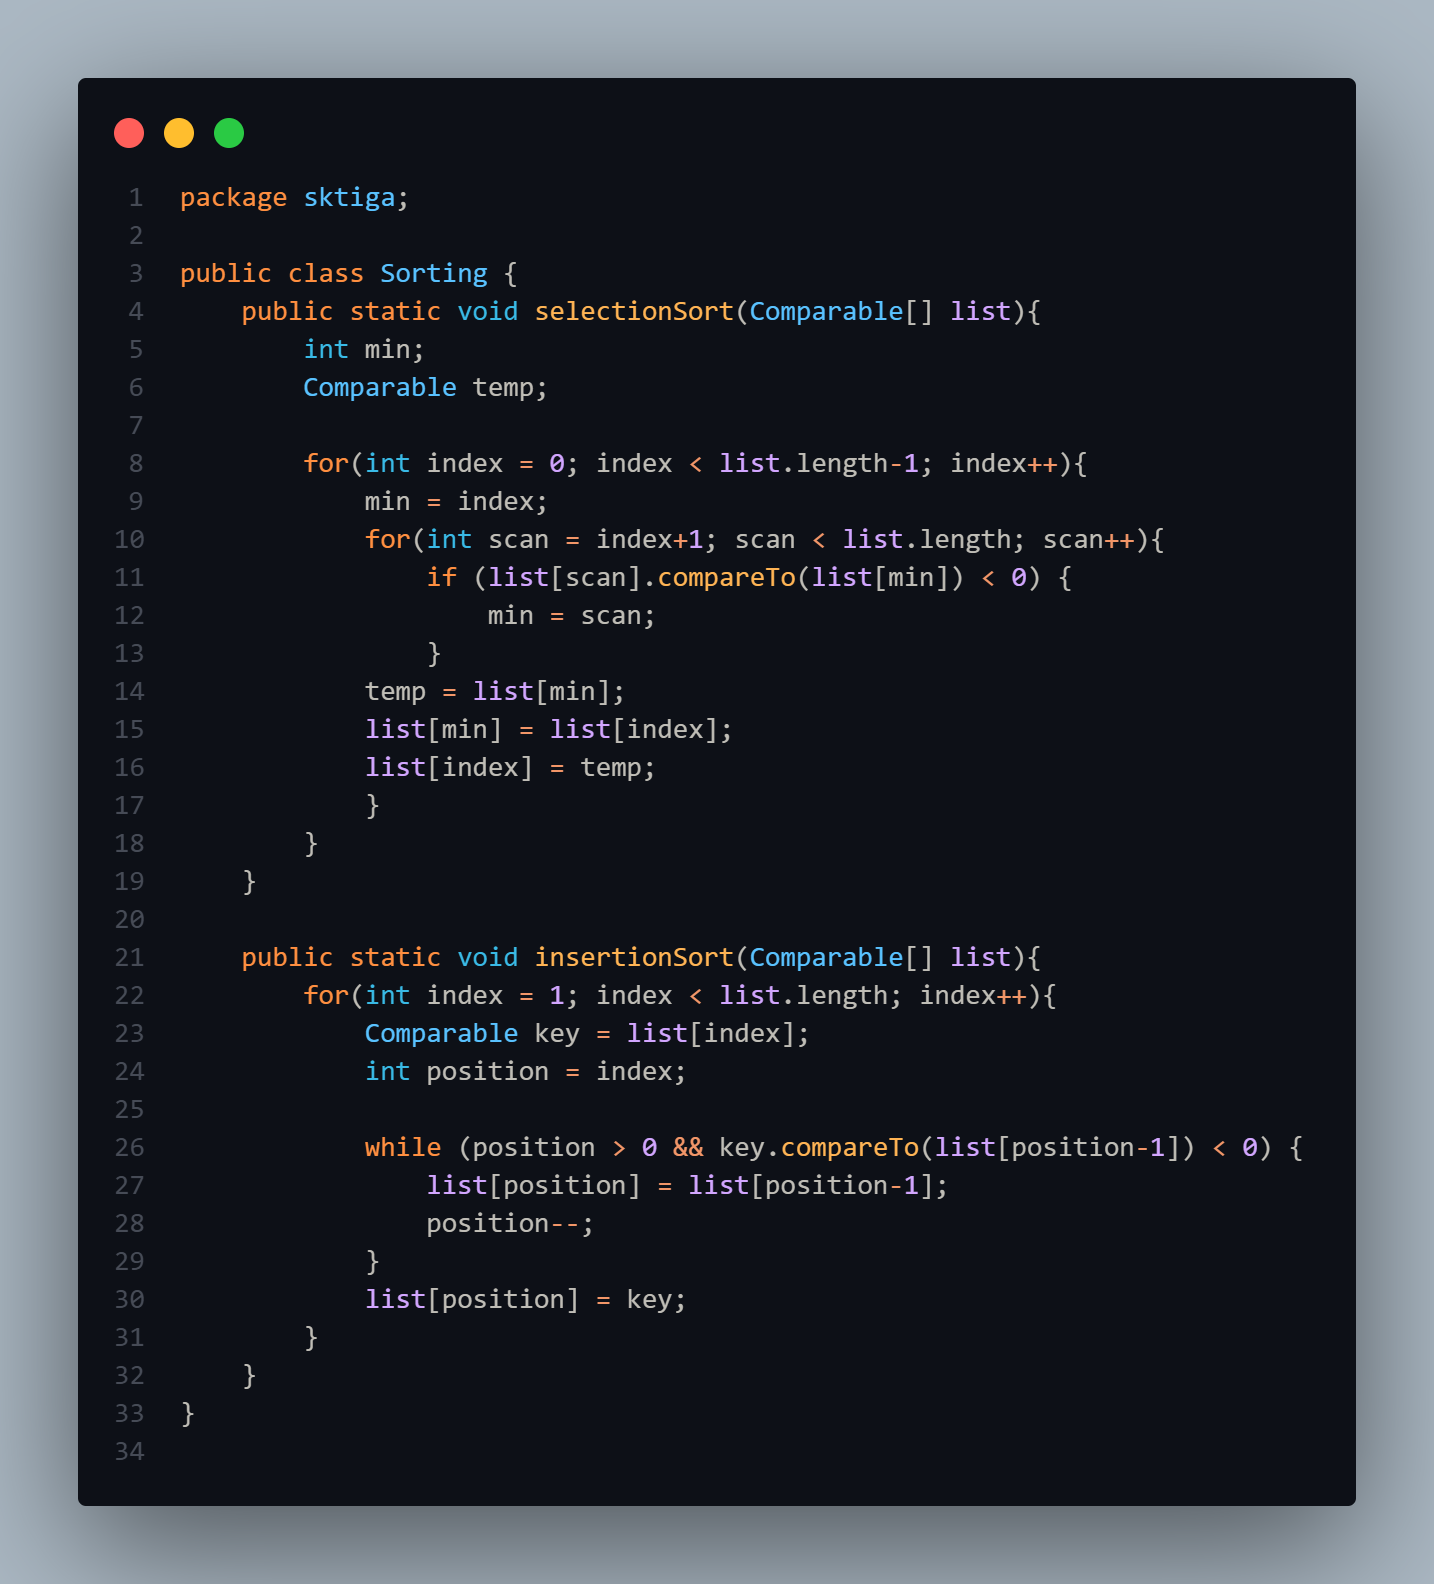 1 package sktiga;
2
3 public class Sorting {
4     public static void selectionSort(Comparable[] list){
5         int min;
6         Comparable temp;
7
8         for(int index = 0; index < list.length-1; index++){
9             min = index;
10             for(int scan = index+1; scan < list.length; scan++){
11                 if (list[scan].compareTo(list[min]) < 0) {
12                     min = scan;
13                 }
14             temp = list[min];
15             list[min] = list[index];
16             list[index] = temp;
17             }
18         }
19     }
20
21     public static void insertionSort(Comparable[] list){
22         for(int index = 1; index < list.length; index++){
23             Comparable key = list[index];
24             int position = index;
25
26             while (position > 0 && key.compareTo(list[position-1]) < 0) {
27                 list[position] = list[position-1];
28                 position--;
29             }
30             list[position] = key;
31         }
32     }
33 }
34